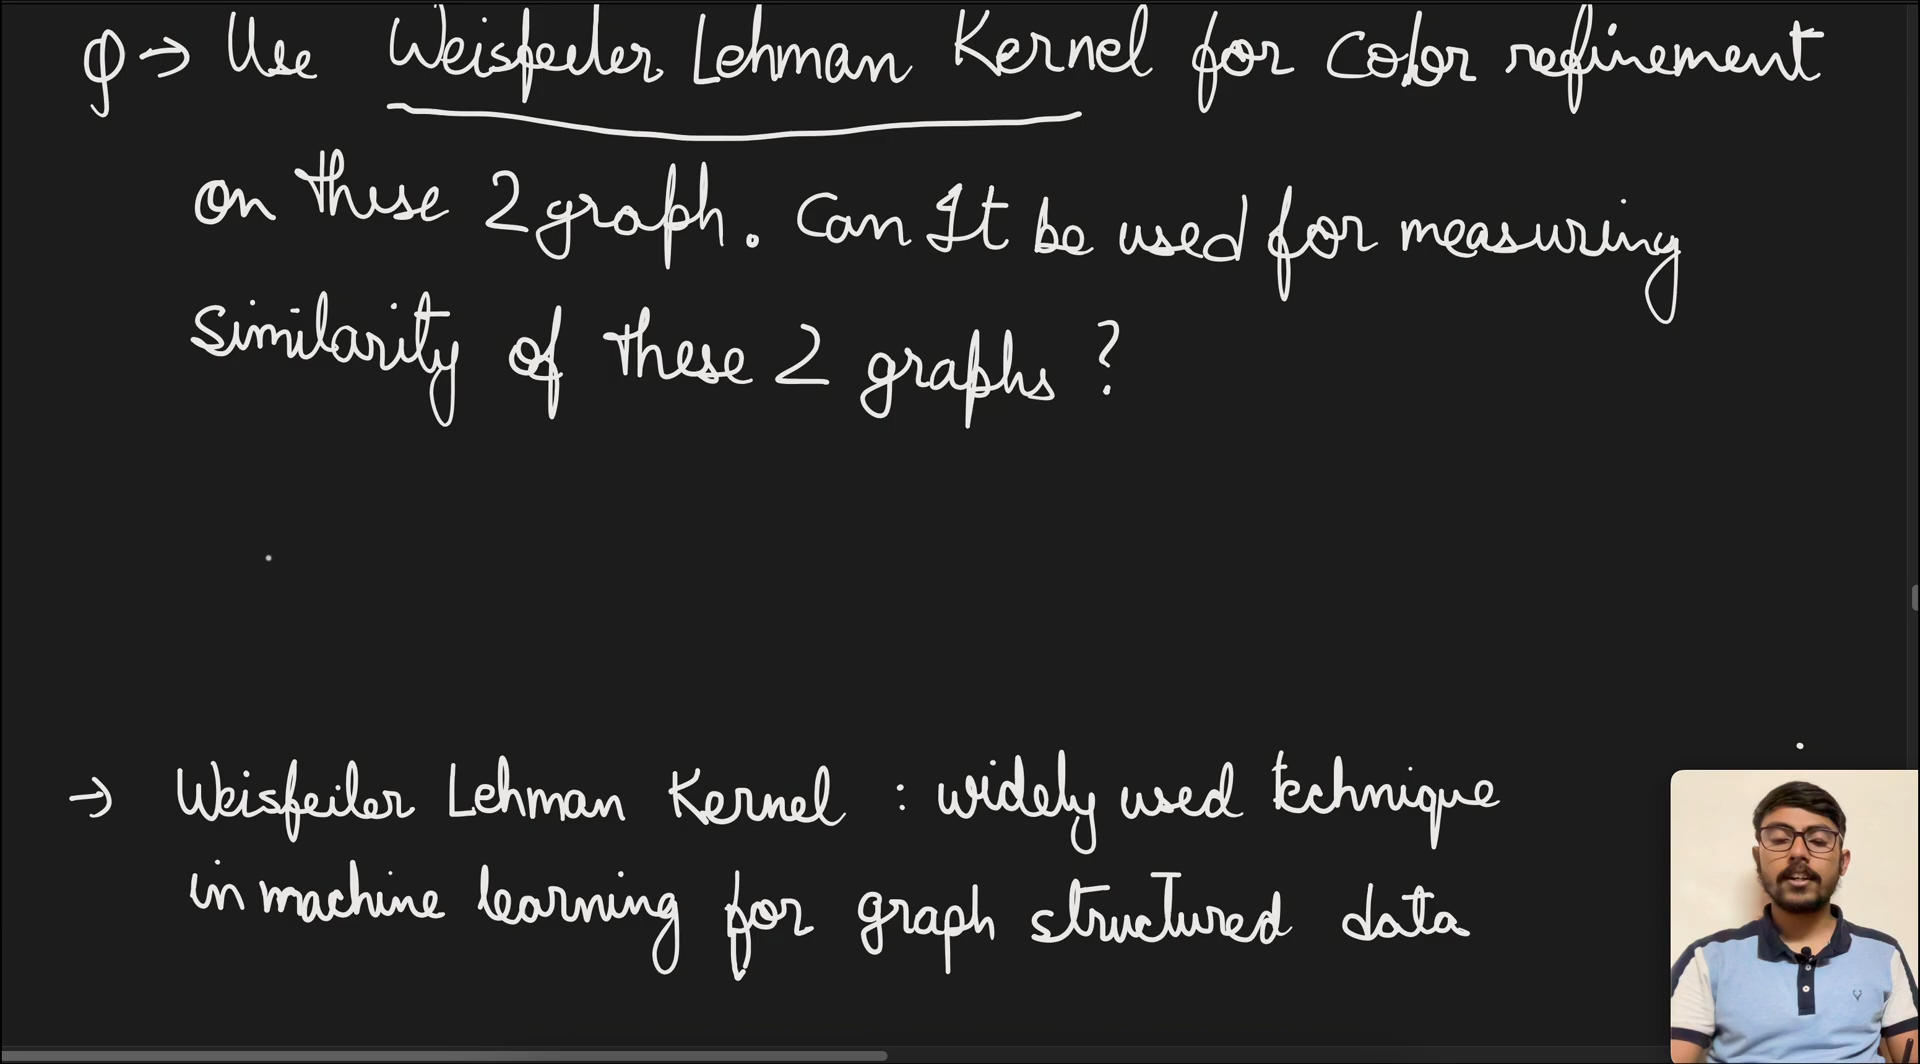 Q → Use Weisfeiler Lehman Kernel for color refinement
on these 2 graph. Can It be used for measuring
similarity of these 2 graphs ?
→ Weisfeiler Lehman Kernel : widely used technique
in machine learning for graph structured data